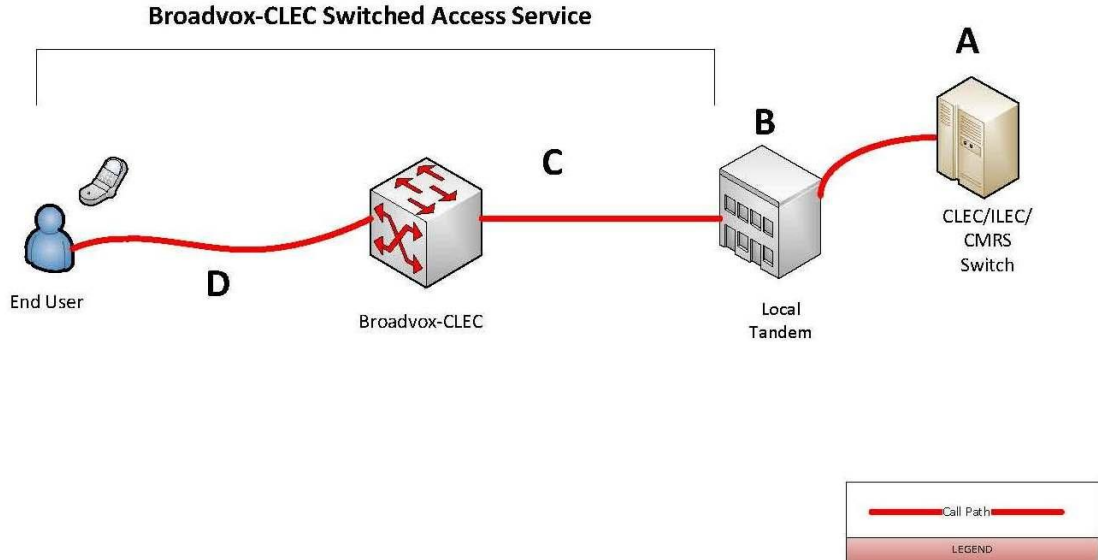 Broadvox-CLEC Switched Access Service
A
B
C
CLEC/ILEC/
CMRS
Switch
D
End User
Broadvox-CLEC
Local
Tandem
Call Path
LEGEND